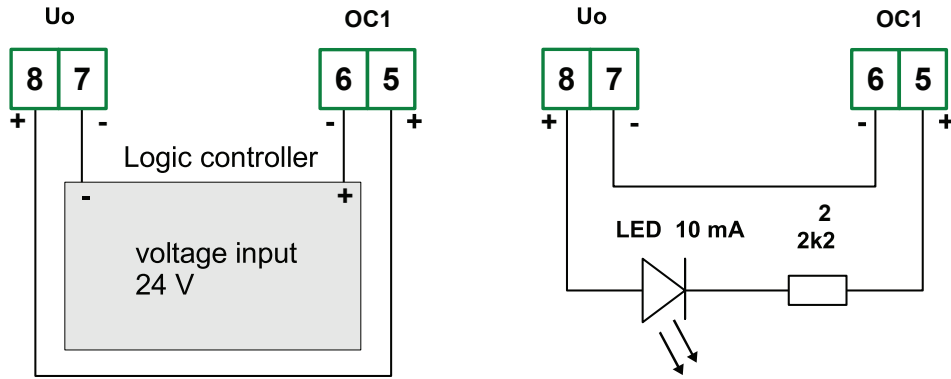 Uo
OC1
8 7
6 5
+ -
- +
Logic controller
- +
voltage input
24 V
Uo
OC1
8 7
6 5
+ -
- +
LED 10 mA
2
2k2